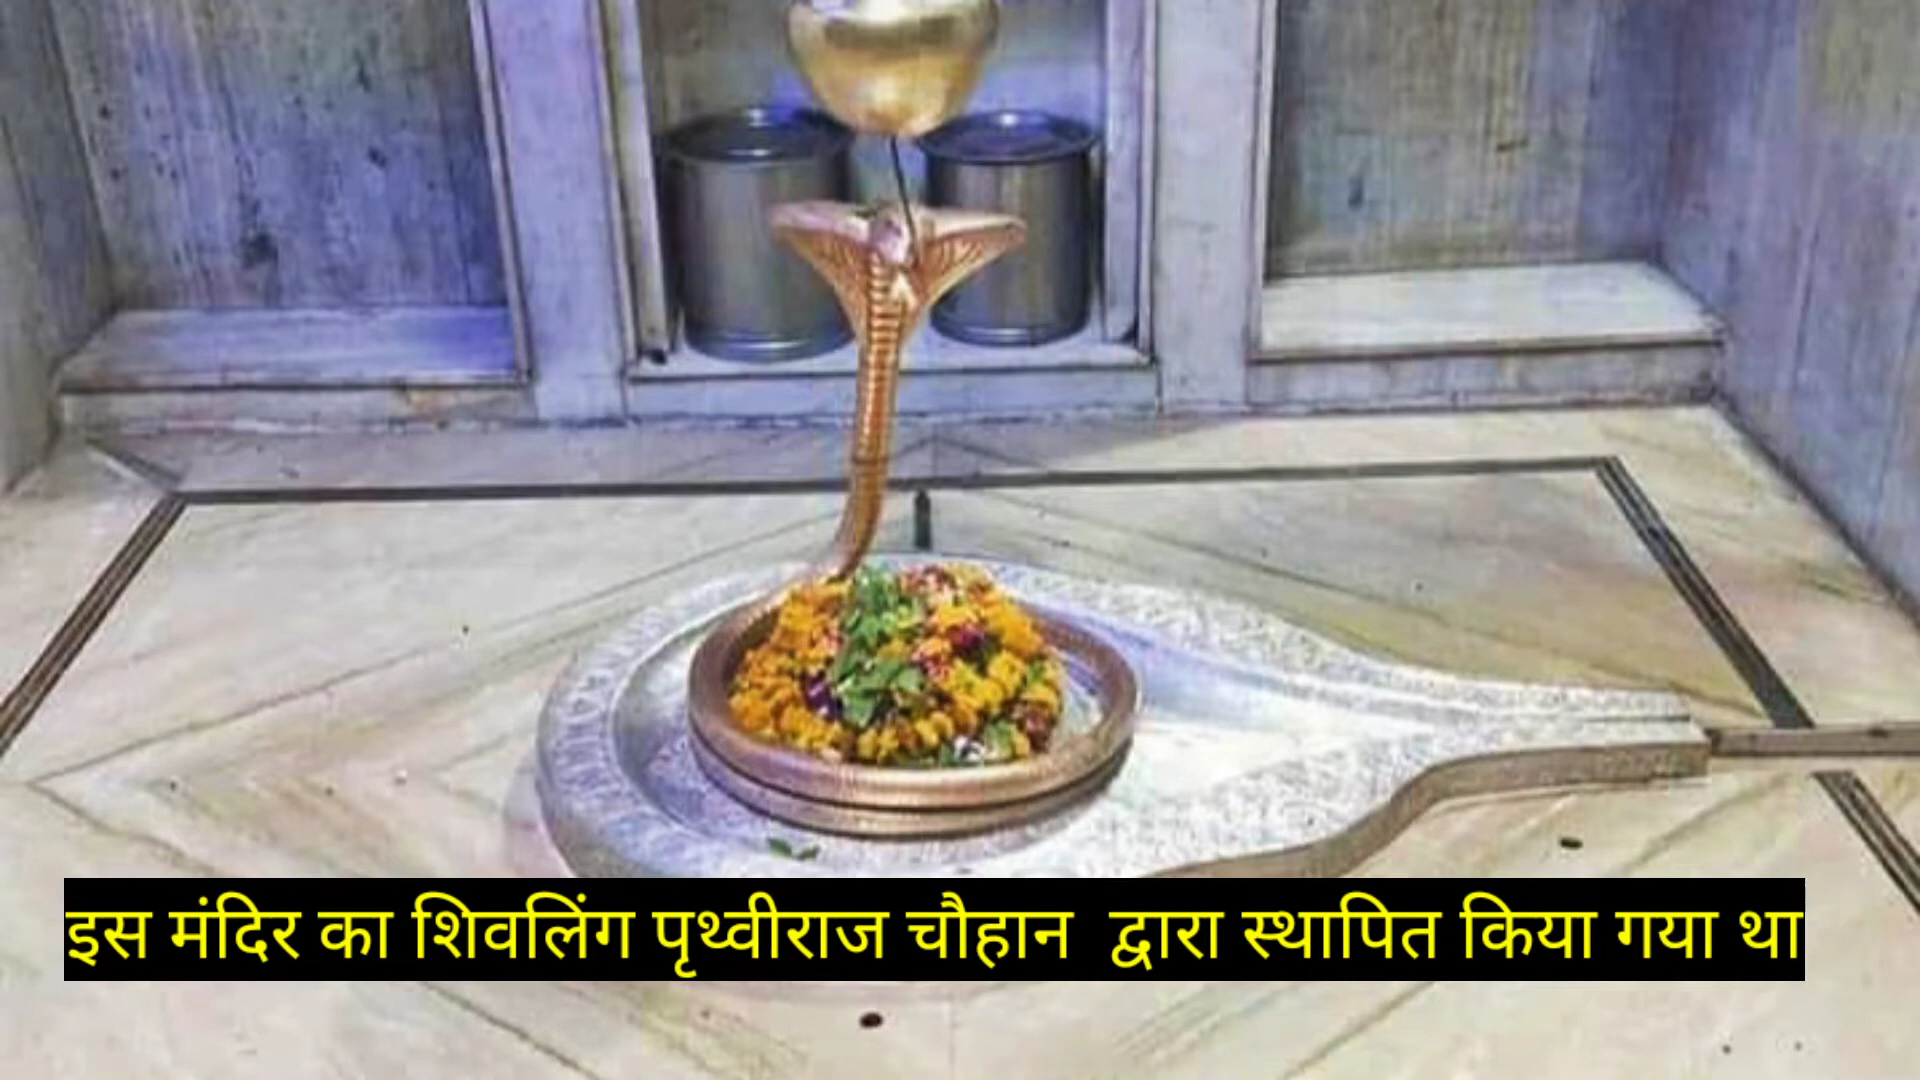 इस मंदिर का शिवलिंग पृथ्वीराज चौहान  द्वारा स्थापित किया गया था